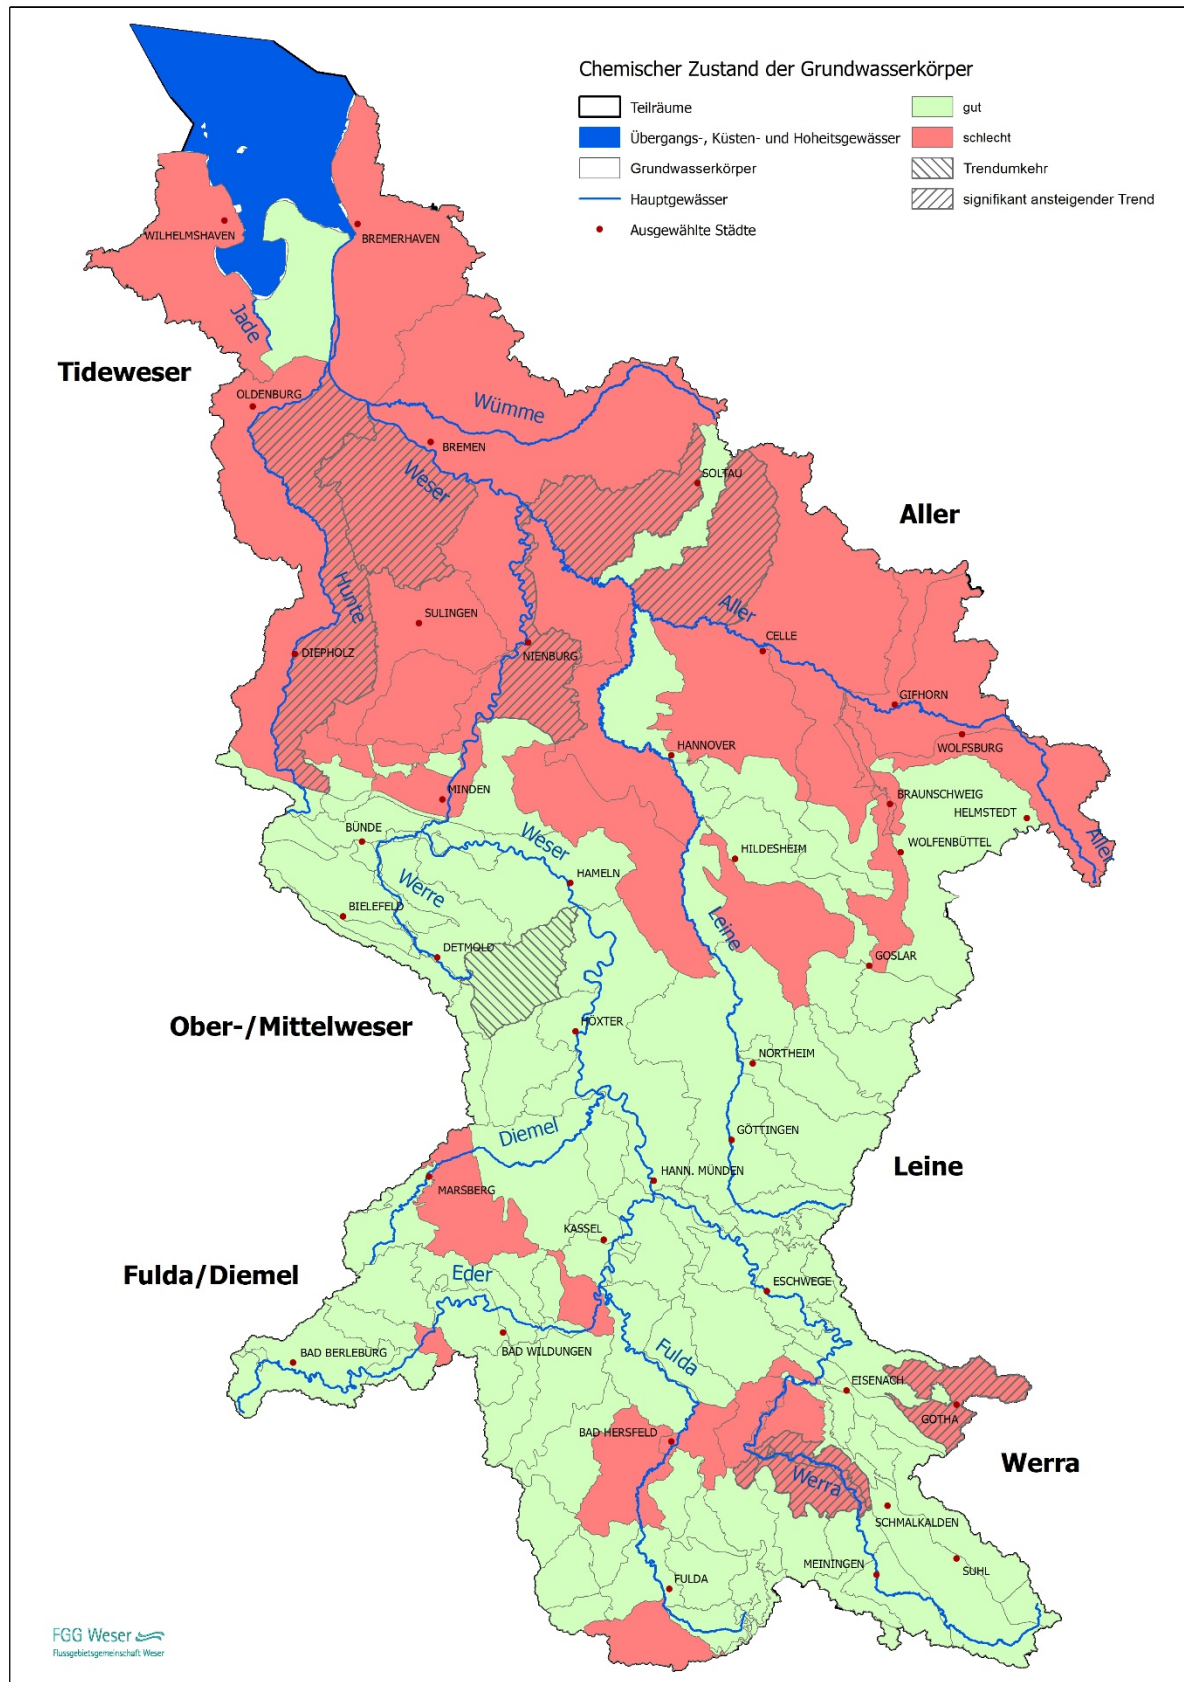 Chemischer Zustand der Grundwasserkörper
Teilräume
gut
Übergangs-, Küsten- und Hoheitsgewässer
schlecht
Grundwasserkörper
Trendumkehr
Hauptgewässer
signifikant ansteigender Trend
Ausgewählte Städte
WILHELMSHAVEN
BREMERHAVEN
Jade
Tideweser
OLDENBURG
Wümme
BREMEN
Weser
SOLTAU
Aller
Hunte
SULINGEN
Aller
CELLE
DIEPHOLZ
NIENBURG
GIFHORN
WOLFSBURG
HANNOVER
MINDEN
BRAUNSCHWEIG
HELMSTEDT
BÜNDE
Weser
WOLFENBÜTTEL
Aller
HILDESHEIM
Werre
HAMELN
BIELEFELD
Leine
DETMOLD
GOSLAR
Ober-/Mittelweser
HÖXTER
NORTHEIM
Diemel
GÖTTINGEN
Leine
HANN. MÜNDEN
MARSBERG
KASSEL
Fulda/Diemel
Eder
ESCHWEGE
BAD BERLEBURG
BAD WILDUNGEN
Fulda
EISENACH
GOTHA
BAD HERSFELD
Werra
Werra
SCHMALKALDEN
MEININGEN
SUHL
FULDA
FGG Weser
Flussgebietsgemeinschaft Weser